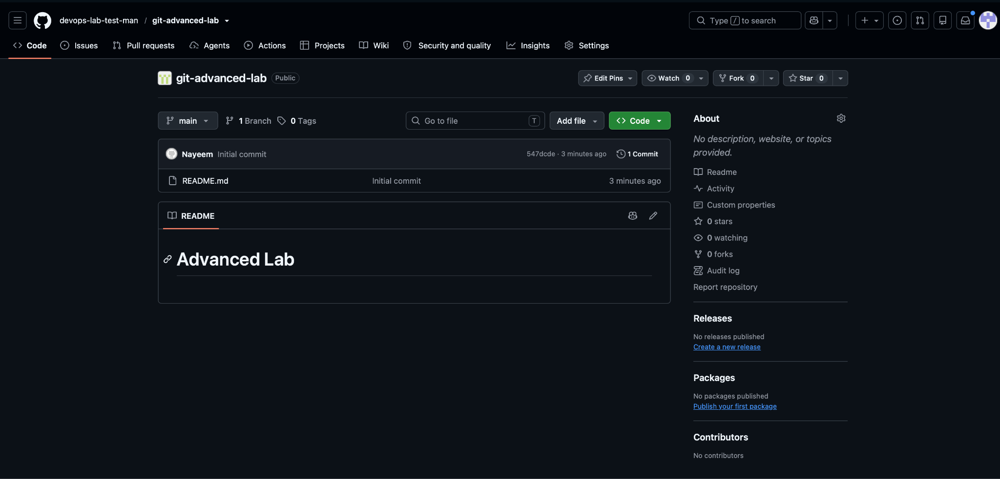 devops-lab-test-man / git-advanced-lab
Type / to search
Code
Issues
Pull requests
Agents
Actions
Projects
Wiki
Security and quality
Insights
Settings
git-advanced-lab Public
Edit Pins
Watch 0
Fork 0
Star 0
main
1 Branch
0 Tags
Go to file T
Add file
Code
Nayeem Initial commit
547dcde · 3 minutes ago
1 Commit
README.md
Initial commit
3 minutes ago
README
Advanced Lab
About
No description, website, or topics
provided.
Readme
Activity
Custom properties
0 stars
0 watching
0 forks
Audit log
Report repository
Releases
No releases published
Create a new release
Packages
No packages published
Publish your first package
Contributors
No contributors